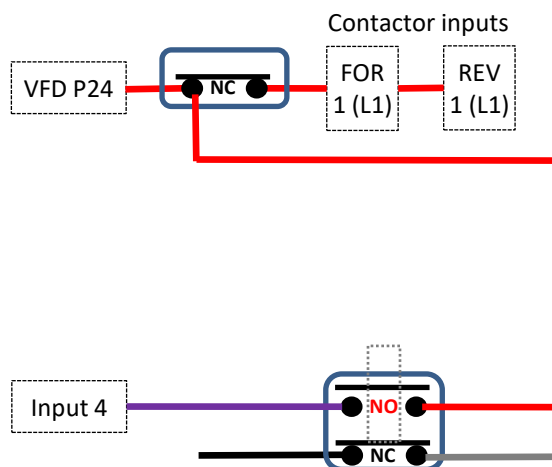 Contactor inputs
VFD P24
NC
FOR
1 (L1)
REV
1 (L1)
Input 4
NO
NC